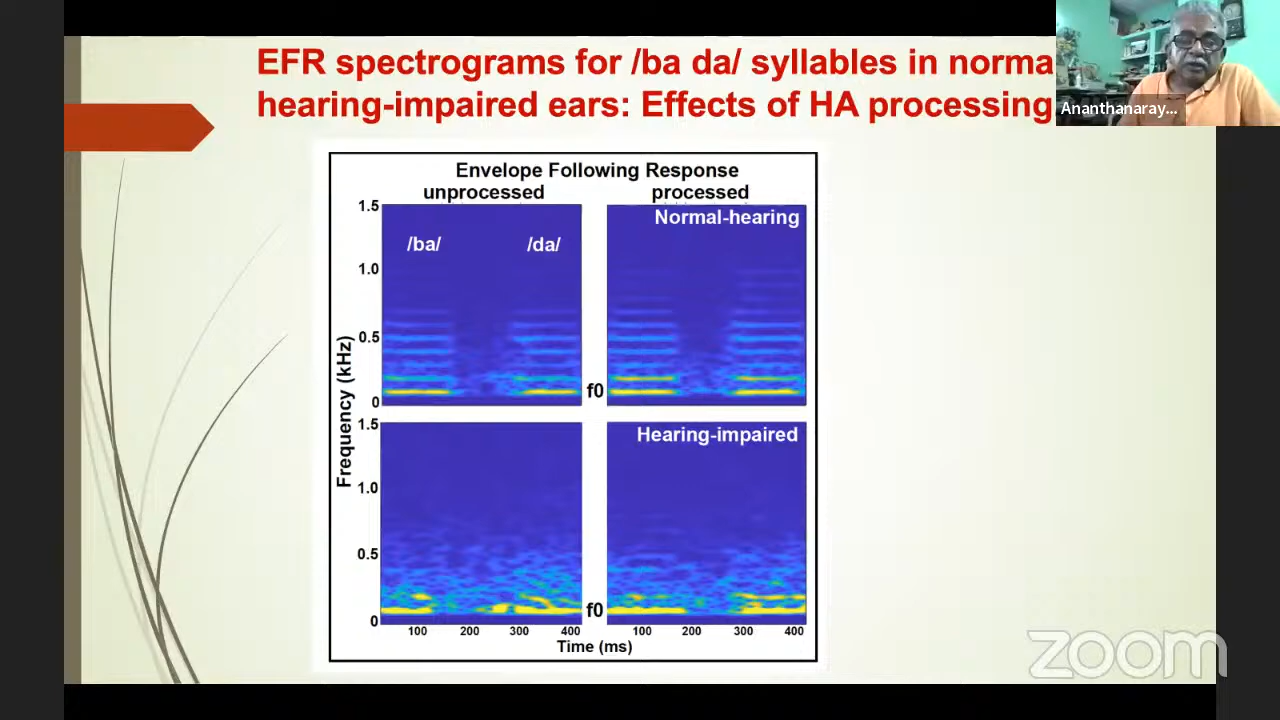 EFR spectrograms for /ba da/ syllables in norma
hearing-impaired ears: Effects of HA processing.
Ananthanaray...
Envelope Following Response
unprocessed processed
1.5
Normal-hearing
/ba/ /da/
1.0
0.5
f0
0
1.5
Hearing-impaired
1.0
0.5
f0
0
Frequency (kHz)
100 200 300 400 100 200 300 400
Time (ms)
zoom